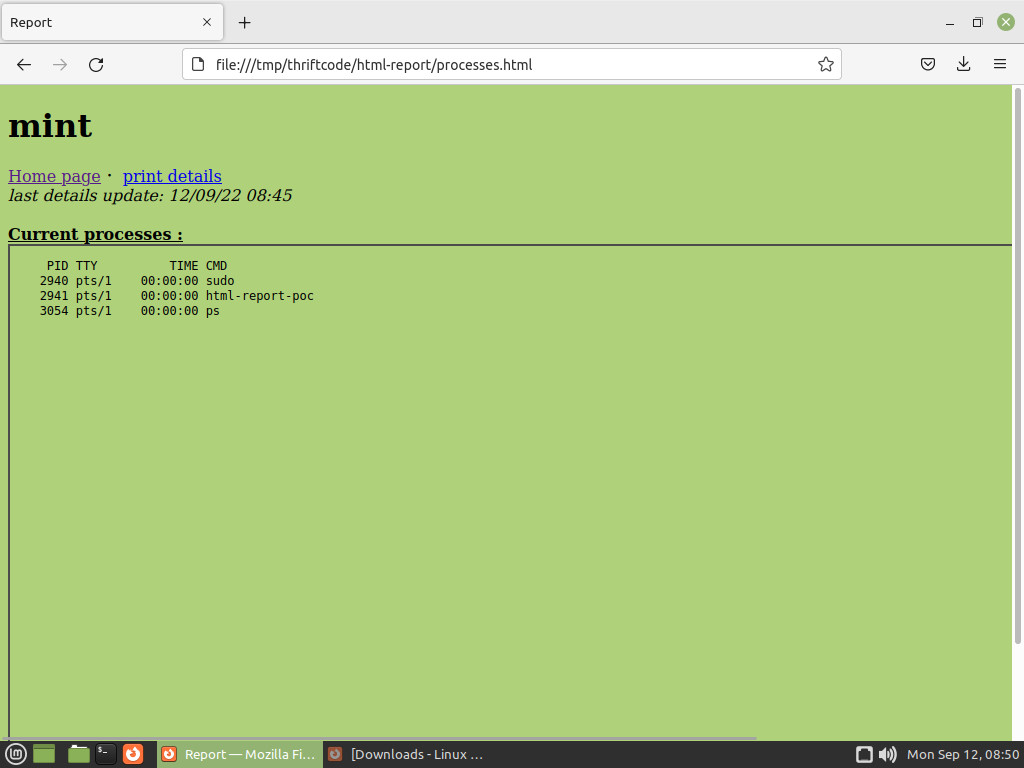 Report
file:///tmp/thriftcode/html-report/processes.html
mint
Home page · print details
last details update: 12/09/22 08:45
Current processes :
PID TTY          TIME CMD
2940 pts/1    00:00:00 sudo
2941 pts/1    00:00:00 html-report-poc
3054 pts/1    00:00:00 ps
Report — Mozilla Fi...
[Downloads - Linux ...
Mon Sep 12, 08:50